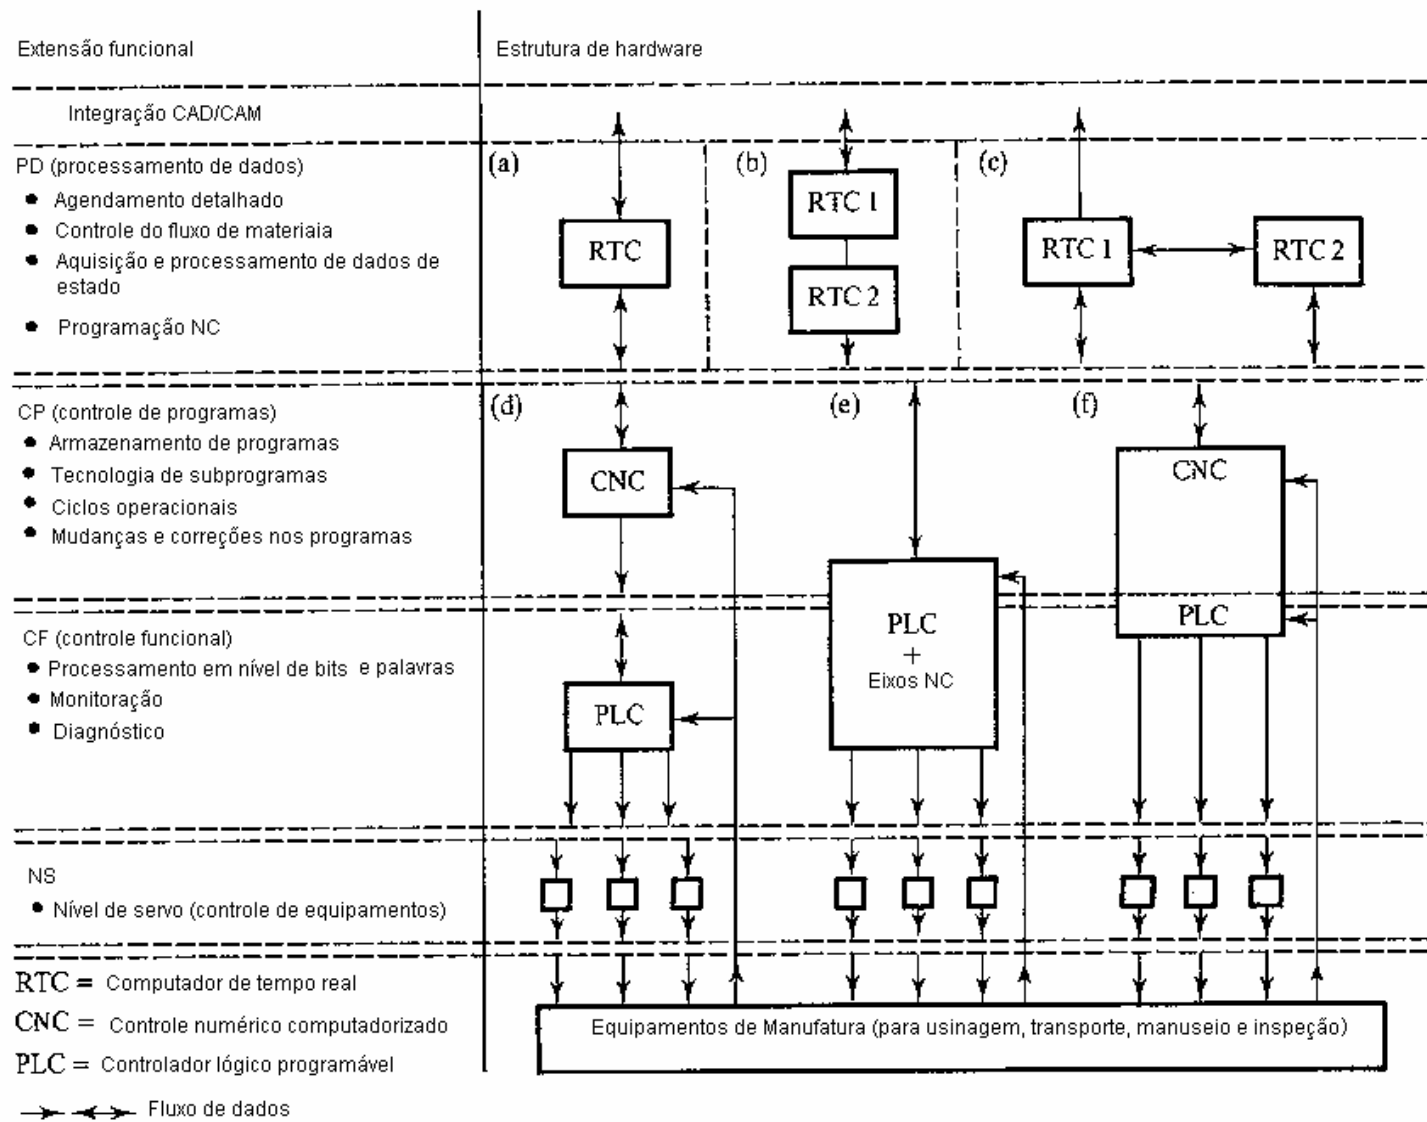 Extensão funcional
Estrutura de hardware
Integração CAD/CAM
PD (processamento de dados)
• Agendamento detalhado
• Controle do fluxo de materiaia
• Aquisição e processamento de dados de
estado
• Programação NC
(a)
RTC
(b)
RTC 1
RTC 2
(c)
RTC 1
RTC 2
CP (controle de programas)
• Armazenamento de programas
• Tecnologia de subprogramas
• Ciclos operacionais
• Mudanças e correções nos programas
(d)
CNC
(e)
(f)
CNC
CF (controle funcional)
• Processamento em nível de bits e palavras
• Monitoração
• Diagnóstico
PLC
PLC
+
Eixos NC
PLC
NS
• Nível de servo (controle de equipamentos)
Equipamentos de Manufatura (para usinagem, transporte, manuseio e inspeção)
RTC = Computador de tempo real
CNC = Controle numérico computadorizado
PLC = Controlador lógico programável
Fluxo de dados